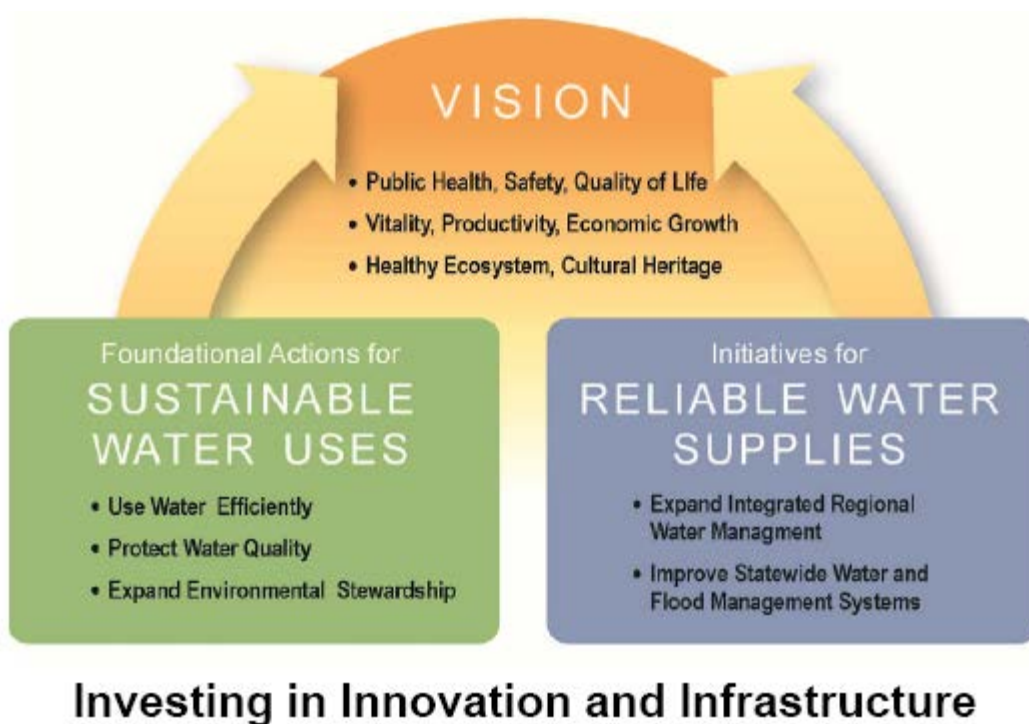 VISION
• Public Health, Safety, Quality of LIfe
• Vitality, Productivity, Economic Growth
• Healthy Ecosystem, Cultural Heritage
Foundational Actions for
SUSTAINABLE
WATER USES
• Use Water Efficiently
• Protect Water Quality
• Expand Environmental Stewardship
Initiatives for
RELIABLE WATER
SUPPLIES
• Expand Integrated Regional
Water Managment
• Improve Statewide Water and
Flood Management Systems
Investing in Innovation and Infrastructure